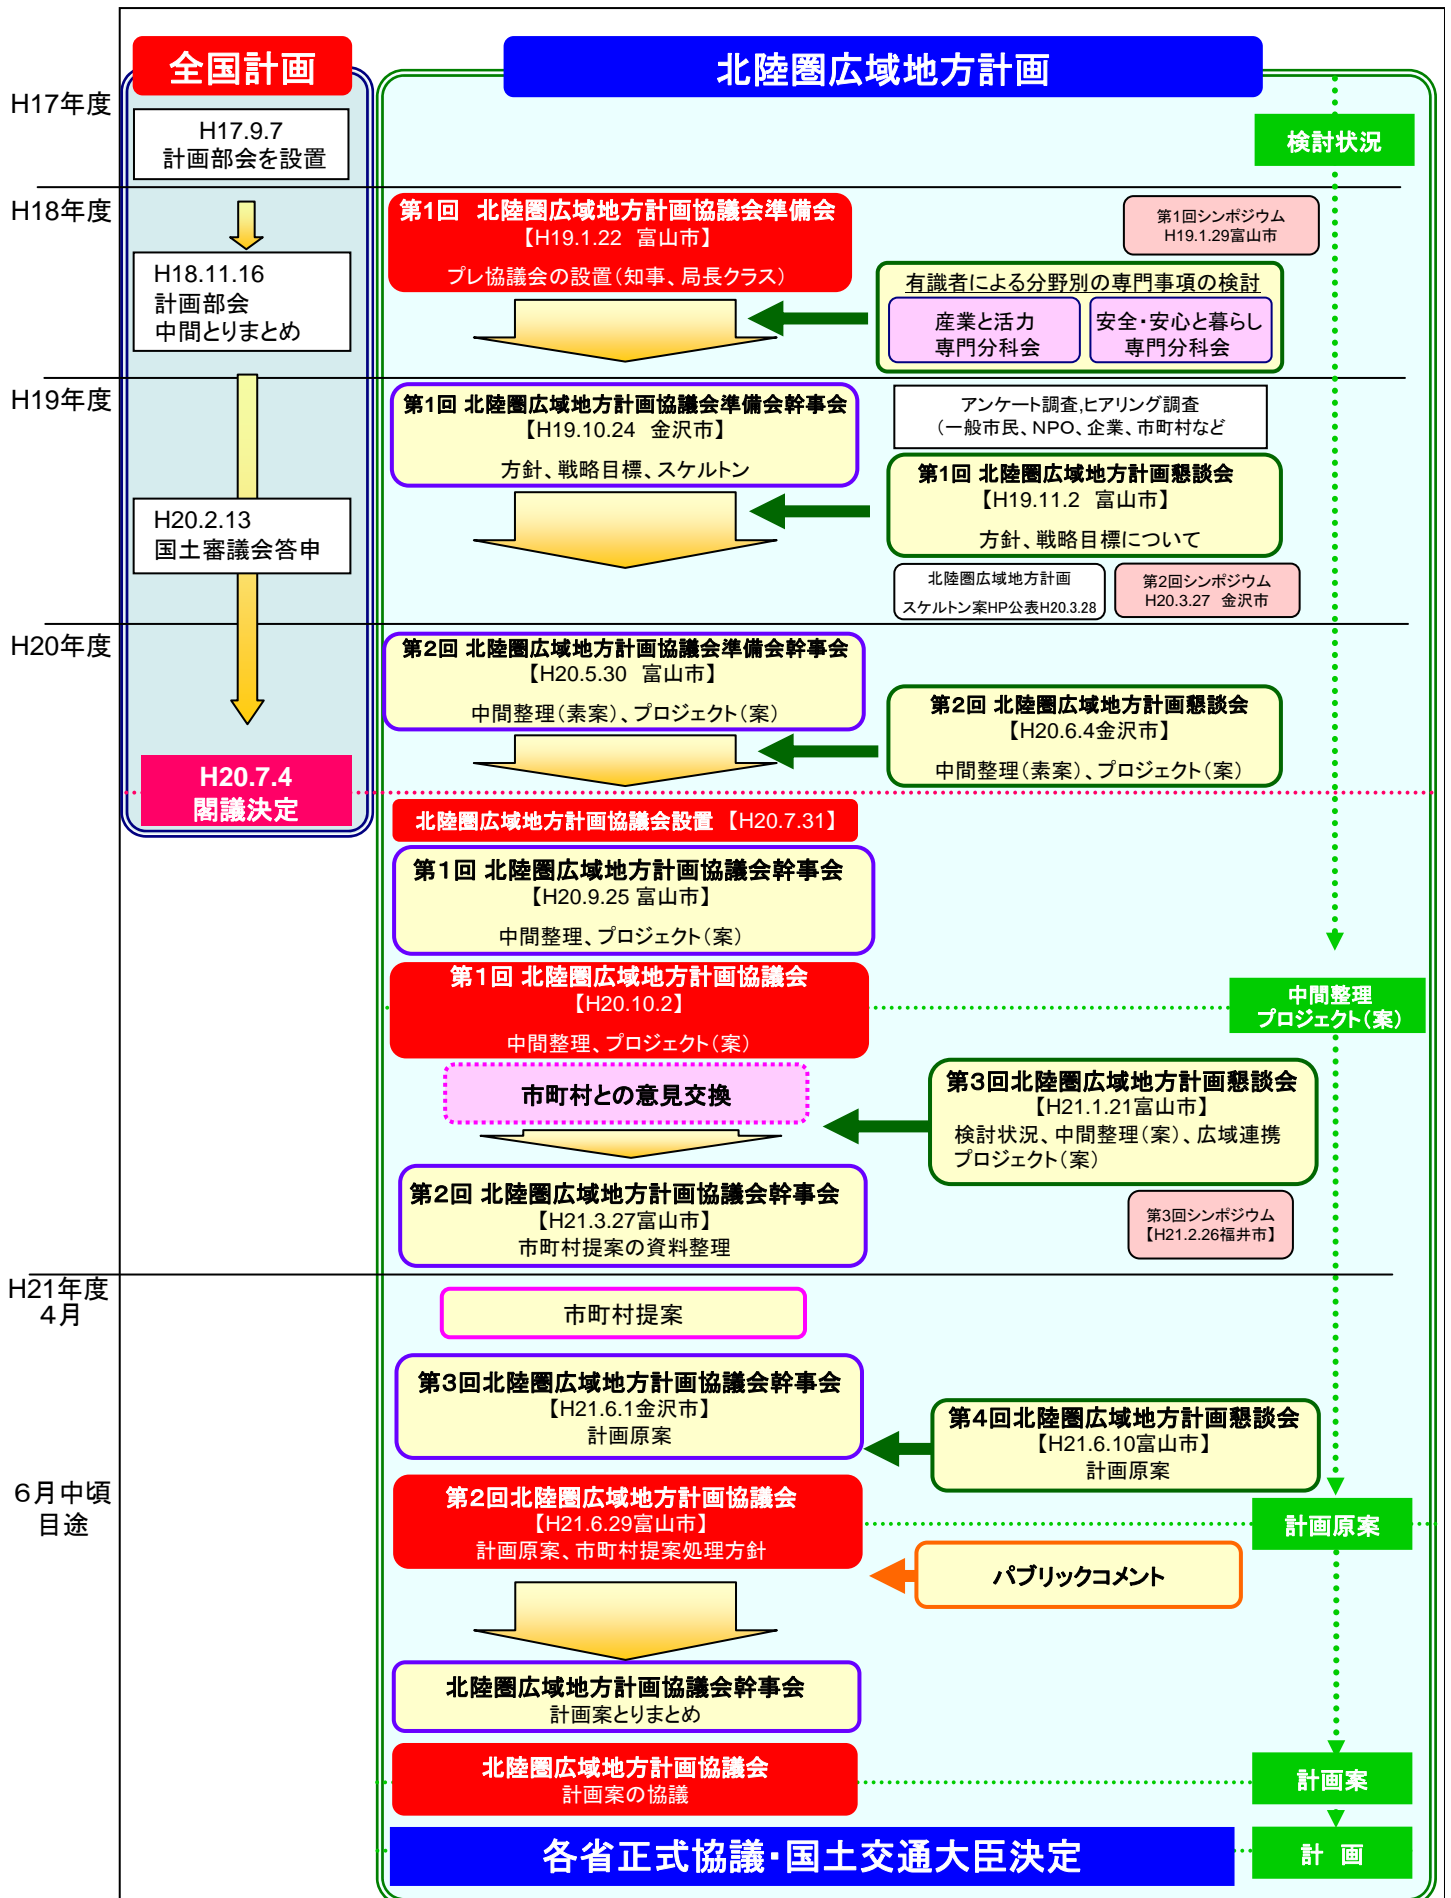 全国計画
北陸圏広域地方計画
H17年度
H17.9.7
計画部会を設置
検討状況
H18年度
第1回 北陸圏広域地方計画協議会準備会
【H19.1.22 富山市】
プレ協議会の設置（知事、局長クラス）
第1回シンポジウム
H19.1.29富山市
H18.11.16
計画部会
中間とりまとめ
有識者による分野別の専門事項の検討
産業と活力
専門分科会
安全・安心と暮らし
専門分科会
H19年度
第1回 北陸圏広域地方計画協議会準備会幹事会
【H19.10.24 金沢市】
方針、戦略目標、スケルトン
アンケート調査,ヒアリング調査
（一般市民、NPO、企業、市町村など
第1回 北陸圏広域地方計画懇談会
【H19.11.2 富山市】
方針、戦略目標について
H20.2.13
国土審議会答申
北陸圏広域地方計画
スケルトン案HP公表H20.3.28
第2回シンポジウム
H20.3.27 金沢市
H20年度
第2回 北陸圏広域地方計画協議会準備会幹事会
【H20.5.30 富山市】
中間整理（素案）、プロジェクト（案）
第2回 北陸圏広域地方計画懇談会
【H20.6.4金沢市】
中間整理（素案）、プロジェクト（案）
H20.7.4
閣議決定
北陸圏広域地方計画協議会設置【H20.7.31】
第1回 北陸圏広域地方計画協議会幹事会
【H20.9.25 富山市】
中間整理、プロジェクト（案）
第1回 北陸圏広域地方計画協議会
【H20.10.2】
中間整理、プロジェクト（案）
中間整理
プロジェクト（案）
市町村との意見交換
第3回北陸圏広域地方計画懇談会
【H21.1.21富山市】
検討状況、中間整理（案）、広域連携
プロジェクト（案）
第2回 北陸圏広域地方計画協議会幹事会
【H21.3.27富山市】
市町村提案の資料整理
第3回シンポジウム
【H21.2.26福井市】
H21年度
4月
市町村提案
第3回北陸圏広域地方計画協議会幹事会
【H21.6.1金沢市】
計画原案
第4回北陸圏広域地方計画懇談会
【H21.6.10富山市】
計画原案
6月中頃
目途
第2回北陸圏広域地方計画協議会
【H21.6.29富山市】
計画原案、市町村提案処理方針
計画原案
パブリックコメント
北陸圏広域地方計画協議会幹事会
計画案とりまとめ
北陸圏広域地方計画協議会
計画案の協議
計画案
各省正式協議・国土交通大臣決定
計 画